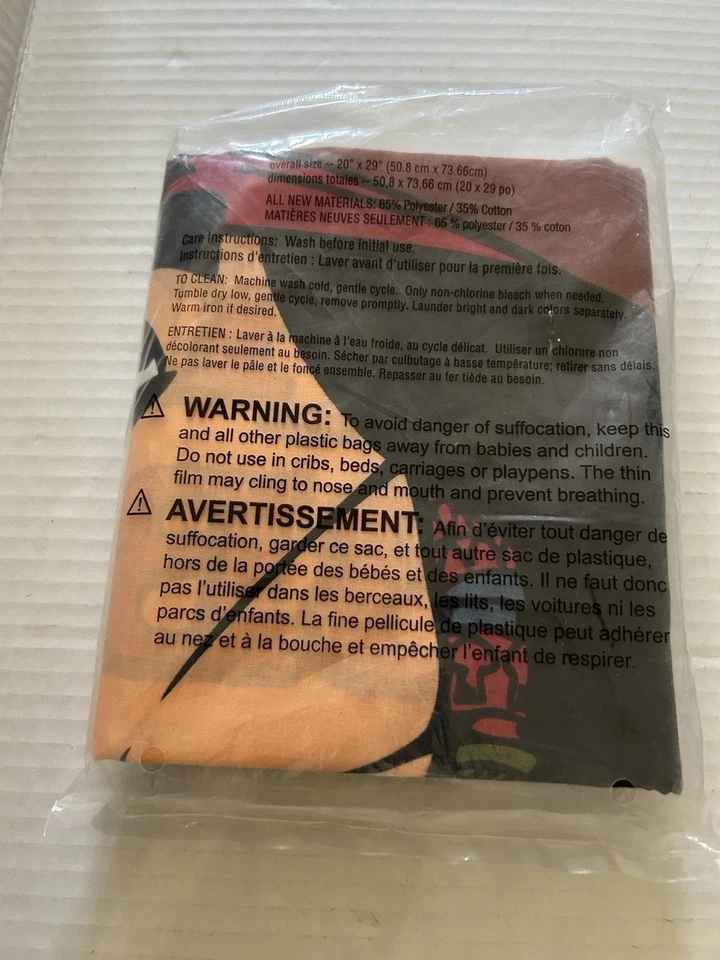 overall size -- 20" x 29" (50.8 cm x 73.66cm)
dimensions totales -- 50,8 x 73,66 cm (20 x 29 po)
ALL NEW MATERIALS: 65% Polyester / 35% Cotton
MATIÈRES NEUVES SEULEMENT : 65 % polyester / 35 % coton
Care Instructions: Wash before initial use.
Instructions d'entretien : Laver avant d'utiliser pour la première fois.
TO CLEAN: Machine wash cold, gentle cycle. Only non-chlorine bleach when needed.
Tumble dry low, gentle cycle, remove promptly. Launder bright and dark colors separately.
Warm iron if desired.
ENTRETIEN : Laver à la machine à l'eau froide, au cycle délicat. Utiliser un chlorure non
décolorant seulement au besoin. Sécher par culbutage à basse température; retirer sans délais.
Ne pas laver le pâle et le foncé ensemble. Repasser au fer tiède au besoin.
WARNING: To avoid danger of suffocation, keep this
and all other plastic bags away from babies and children.
Do not use in cribs, beds, carriages or playpens. The thin
film may cling to nose and mouth and prevent breathing.
AVERTISSEMENT: Afin d'éviter tout danger de
suffocation, garder ce sac, et tout autre sac de plastique,
hors de la portée des bébés et des enfants. Il ne faut donc
pas l'utiliser dans les berceaux, les lits, les voitures ni les
parcs d'enfants. La fine pellicule de plastique peut adhérer
au nez et à la bouche et empêcher l'enfant de respirer.